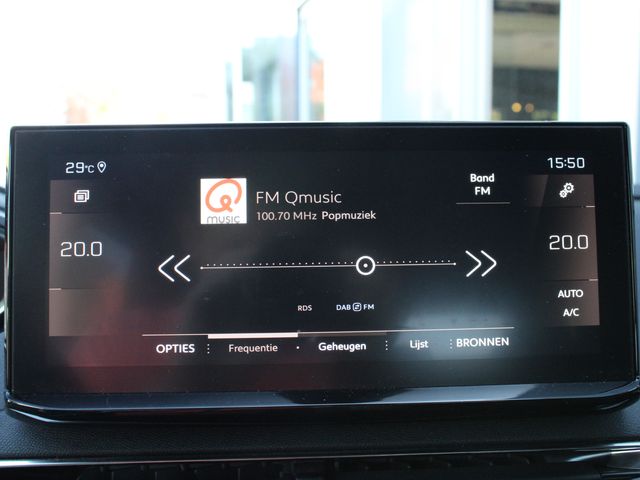 29°C
15:50
FM Qmusic
100.70 MHz Popmuziek
Q
music
Band
FM
20.0
20.0
RDS
DAB FM
AUTO
A/C
OPTIES
Frequentie
Geheugen
Lijst
BRONNEN